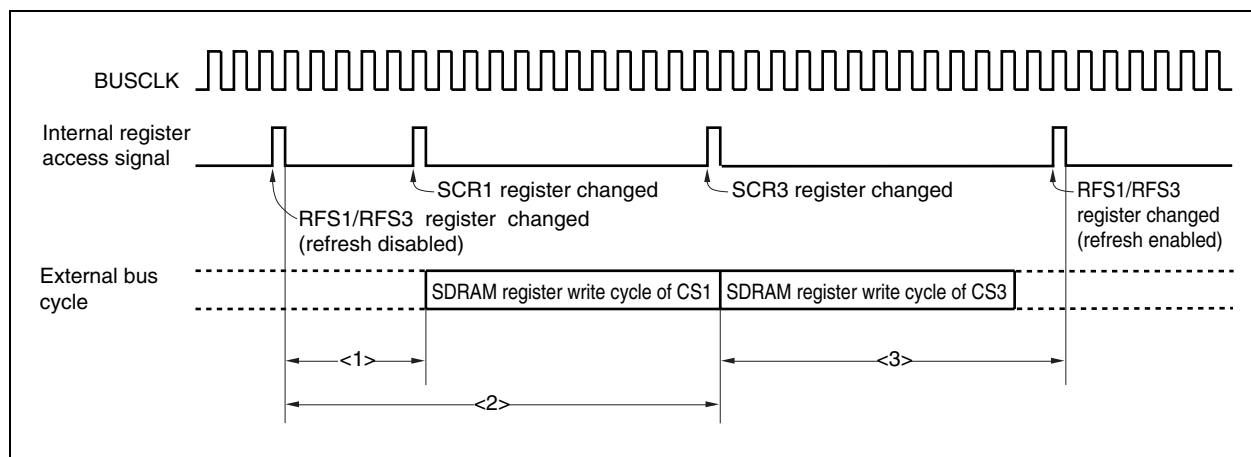 BUSCLK
Internal register
access signal
SCR1 register changed
SCR3 register changed
RFS1/RFS3 register changed
(refresh disabled)
RFS1/RFS3
register changed
(refresh enabled)
External bus
cycle
SDRAM register write cycle of CS1
SDRAM register write cycle of CS3
<1>
<3>
<2>